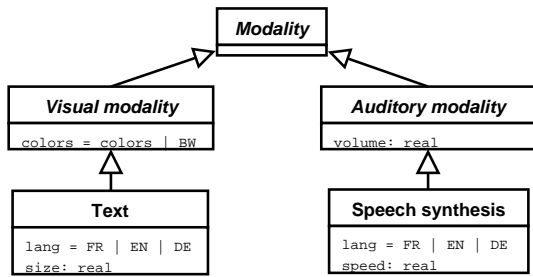 Modality
Visual modality
colors = colors | BW
Auditory modality
volume: real
Text
lang = FR | EN | DE
size: real
Speech synthesis
lang = FR | EN | DE
speed: real